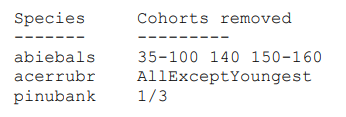 Species Cohorts removed
------- ---------
abiebals 35-100 140 150-160
acerrubr AllExceptYoungest
pinubank 1/3